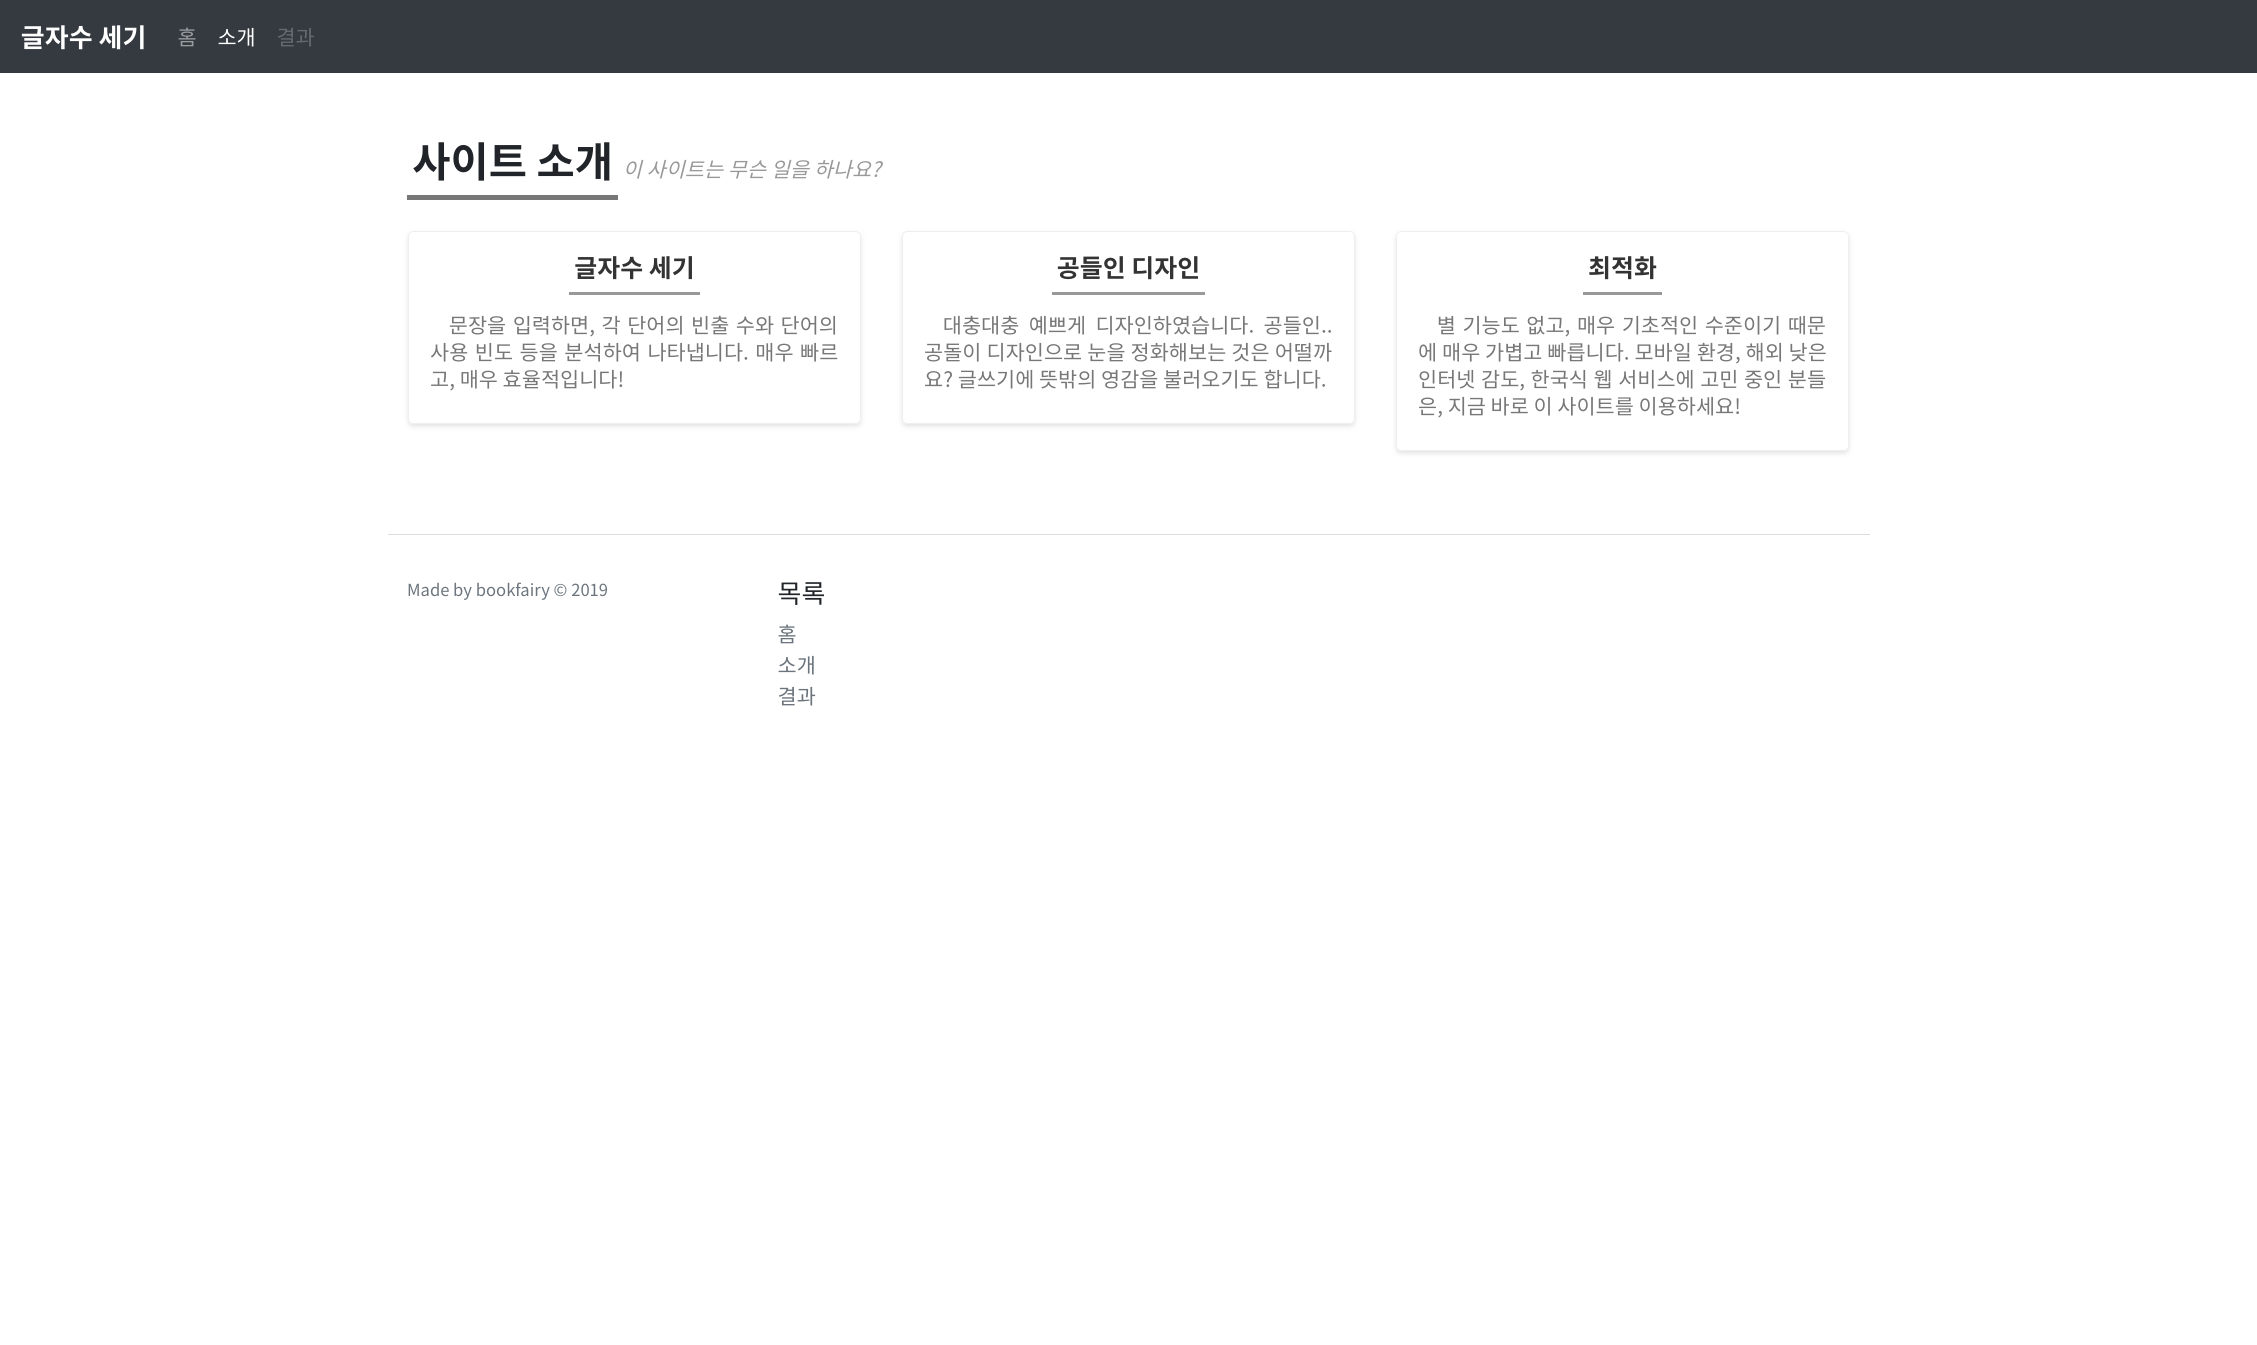 글자수 세기 홈 소개 결과
사이트 소개 이 사이트는 무슨 일을 하나요?
글자수 세기
문장을 입력하면, 각 단어의 빈출 수와 단어의
사용 빈도 등을 분석하여 나타냅니다. 매우 빠르
고, 매우 효율적입니다!
공들인 디자인
대충대충 예쁘게 디자인하였습니다. 공들인..
공돌이 디자인으로 눈을 정화해보는 것은 어떨까
요? 글쓰기에 뜻밖의 영감을 불러오기도 합니다.
최적화
별 기능도 없고, 매우 기초적인 수준이기 때문
에 매우 가볍고 빠릅니다. 모바일 환경, 해외 낮은
인터넷 감도, 한국식 웹 서비스에 고민 중인 분들
은, 지금 바로 이 사이트를 이용하세요!
Made by bookfairy © 2019
목록
홈
소개
결과